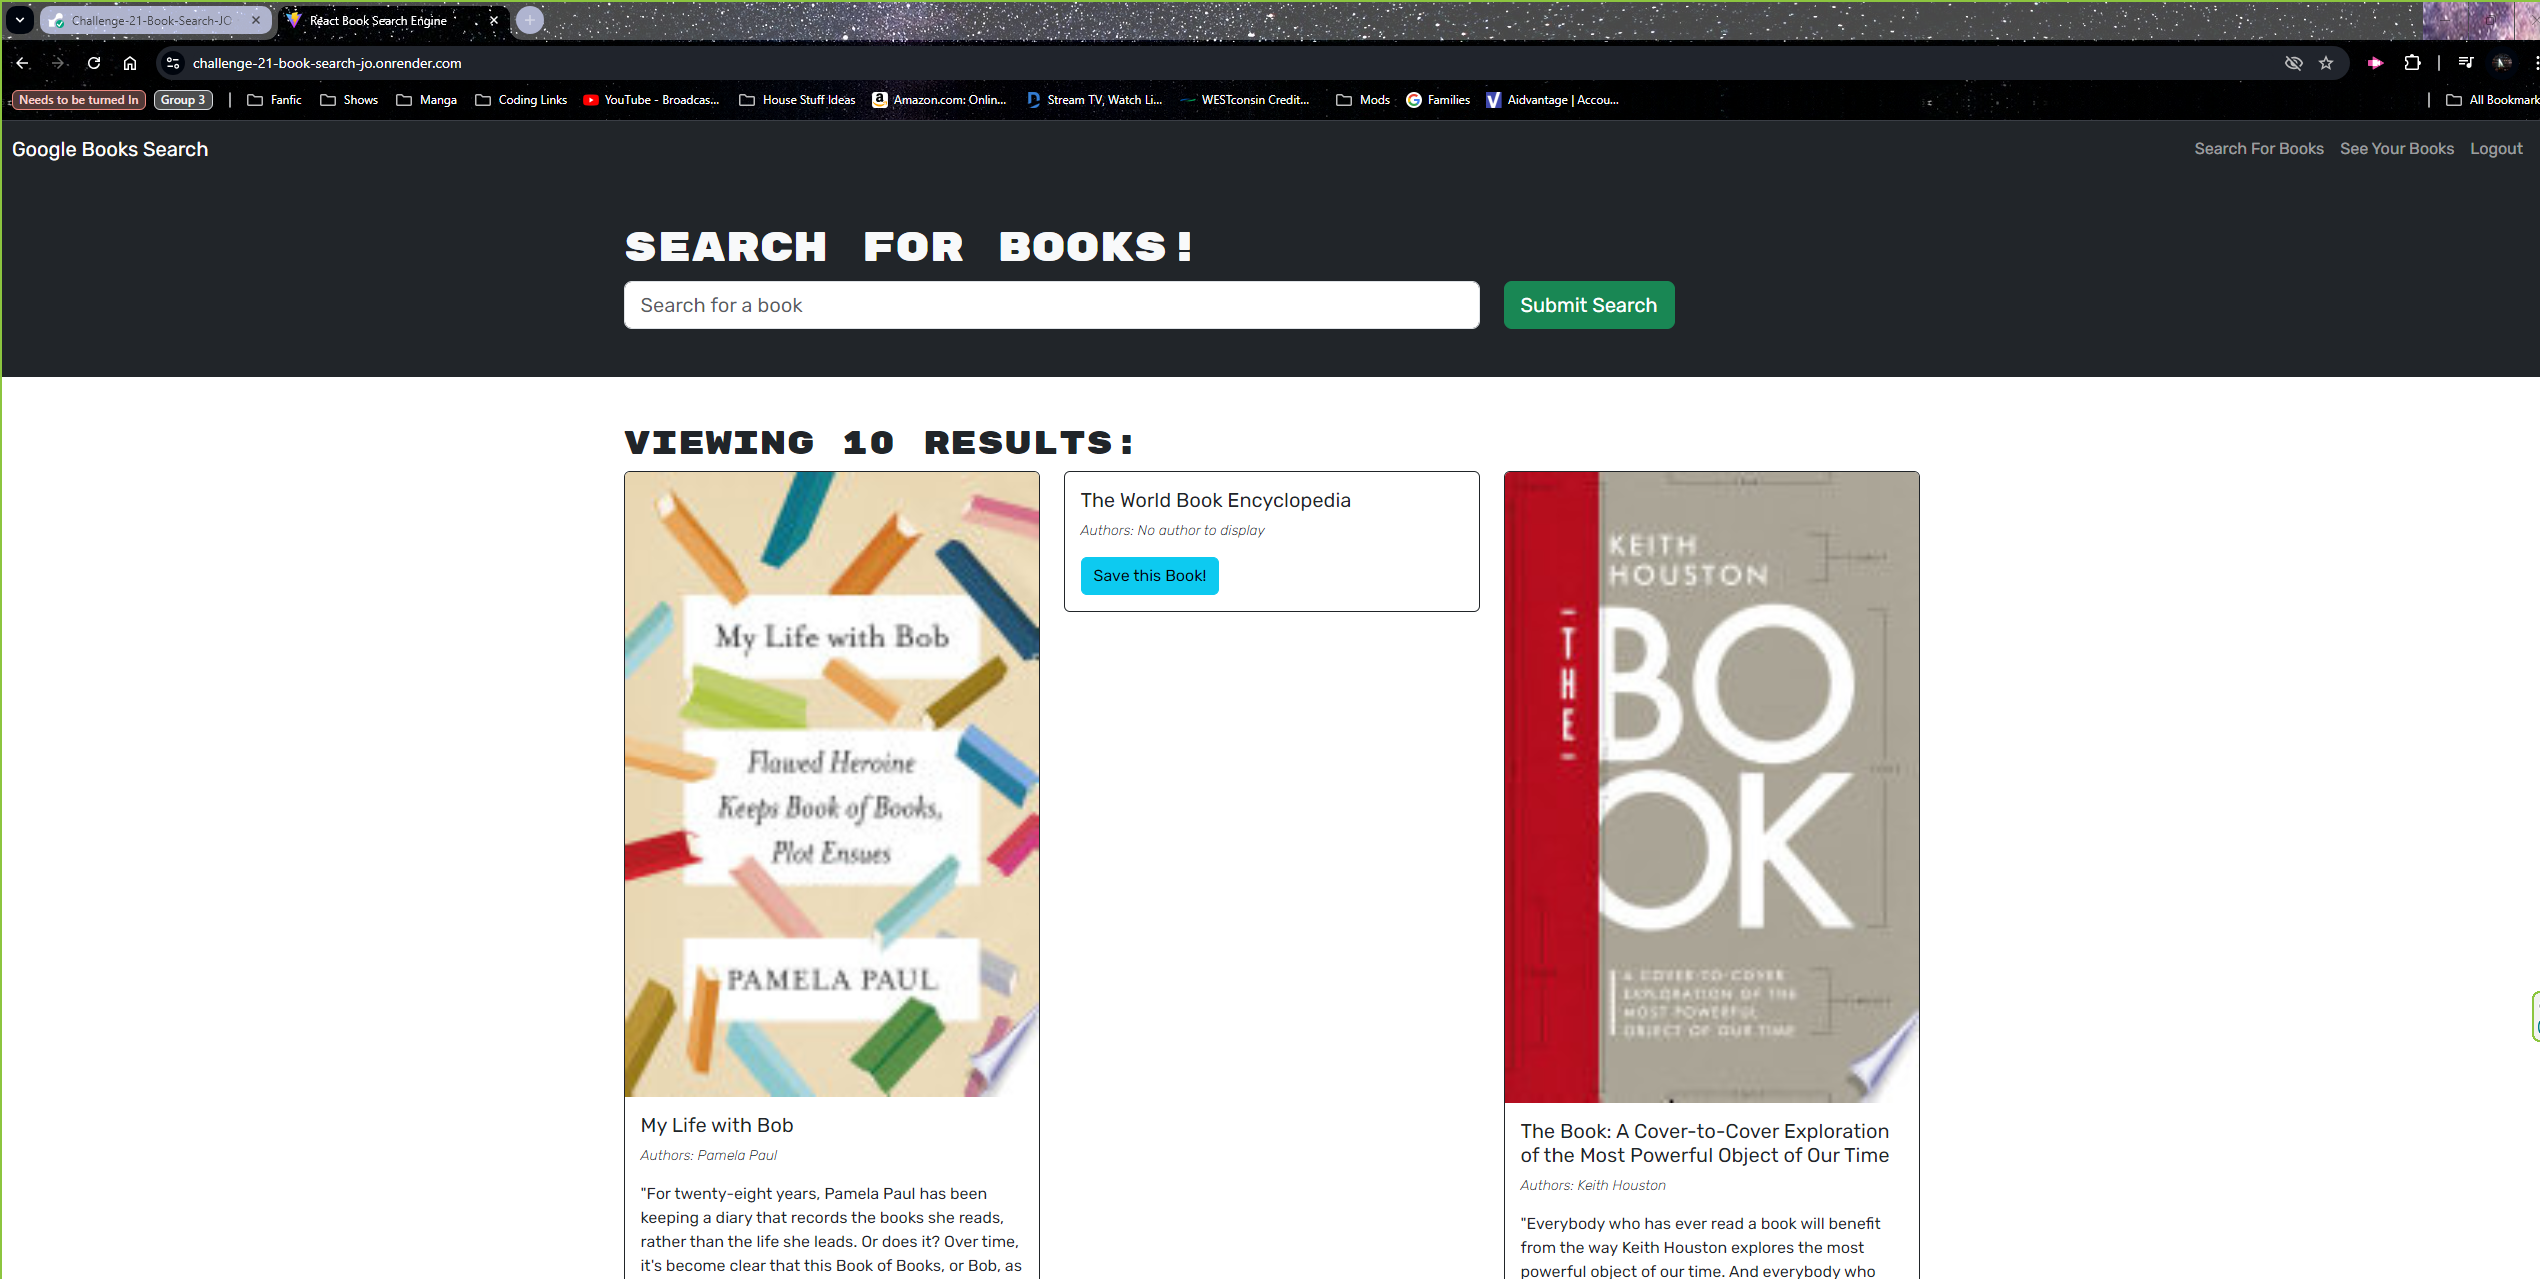 Challenge-21-Book-Search-JO
React Book Search Engine
challenge-21-book-search-jo.onrender.com
Needs to be turned In
Group 3
Fanfic
Shows
Manga
Coding Links
YouTube - Broadcas...
House Stuff Ideas
Amazon.com: Onlin...
Stream TV, Watch Li...
WESTconsin Credit...
Mods
Families
Aidvantage | Accou...
All Bookmark
Google Books Search
Search For Books
See Your Books
Logout
SEARCH FOR BOOKS!
Search for a book
Submit Search
VIEWING 10 RESULTS:
My Life with Bob
Flawed Heroine
Keeps Book of Books,
Plot Ensues
PAMELA PAUL
My Life with Bob
Authors: Pamela Paul
"For twenty-eight years, Pamela Paul has been
keeping a diary that records the books she reads,
rather than the life she leads. Or does it? Over time,
it's become clear that this Book of Books, or Bob, as
The World Book Encyclopedia
Authors: No author to display
Save this Book!
KEITH
HOUSTON
THE
BO
OK
A COVER-TO-COVER
EXPLORATION OF THE
MOST POWERFUL
OBJECT OF OUR TIME
The Book: A Cover-to-Cover Exploration
of the Most Powerful Object of Our Time
Authors: Keith Houston
"Everybody who has ever read a book will benefit
from the way Keith Houston explores the most
powerful object of our time. And everybody who